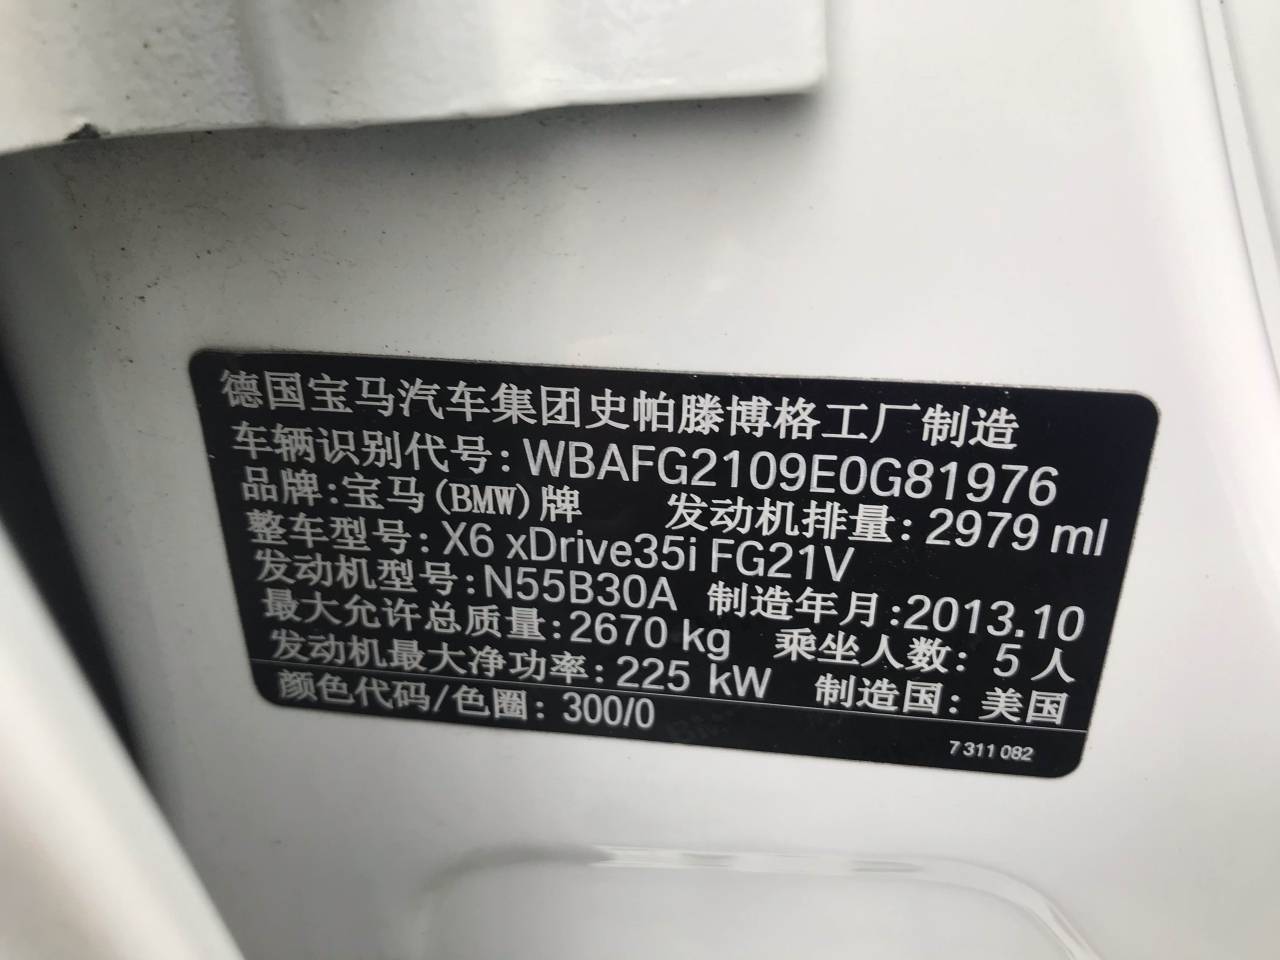 德国宝马汽车集团史帕滕博格工厂制造
车辆识别代号: WBAFG2109E0G81976
品牌:宝马(BMW)牌 发动机排量: 2979 ml
整车型号: X6 xDrive35i FG21V
发动机型号: N55B30A 制造年月:2013.10
最大允许总质量:2670 kg 乘坐人数: 5 人
发动机最大净功率: 225 kW 制造国: 美国
颜色代码/色圈: 300/0
7 311 082